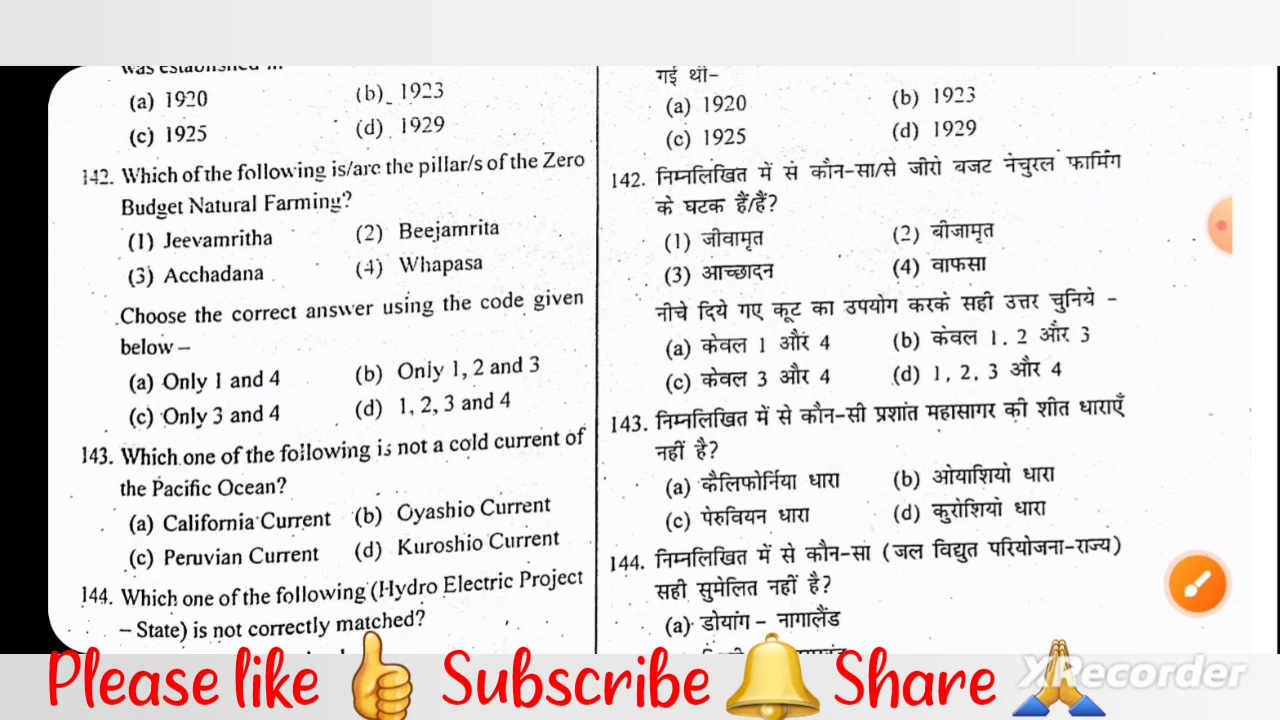 was established in
(a) 1920 (b) 1923
(c) 1925 (d) 1929
142. Which of the following is/are the pillar/s of the Zero
Budget Natural Farming?
(1) Jeevamritha (2) Beejamrita
(3) Acchadana (4) Whapasa
Choose the correct answer using the code given
below –
(a) Only 1 and 4 (b) Only 1, 2 and 3
(c) Only 3 and 4 (d) 1, 2, 3 and 4
143. Which one of the following is not a cold current of
the Pacific Ocean?
(a) California Current (b) Oyashio Current
(c) Peruvian Current (d) Kuroshio Current
144. Which one of the following (Hydro Electric Project
– State) is not correctly matched?
गई थी–
(a) 1920 (b) 1923
(c) 1925 (d) 1929
142. निम्नलिखित में से कौन-सा/से जीरो बजट नेचुरल फार्मिंग
के घटक हैं/हैं?
(1) जीवामृत (2) बीजामृत
(3) आच्छादन (4) वाफसा
नीचे दिये गए कूट का उपयोग करके सही उत्तर चुनिये –
(a) केवल 1 और 4 (b) केवल 1, 2 और 3
(c) केवल 3 और 4 (d) 1, 2, 3 और 4
143. निम्नलिखित में से कौन-सी प्रशांत महासागर की शीत धाराएँ
नहीं है?
(a) कैलिफोर्निया धारा (b) ओयाशियो धारा
(c) पेरुवियन धारा (d) कुरोशियो धारा
144. निम्नलिखित में से कौन-सा (जल विद्युत परियोजना-राज्य)
सही सुमेलित नहीं है?
(a) डोयांग – नागालैंड
Please like Subscribe Share
XRecorder